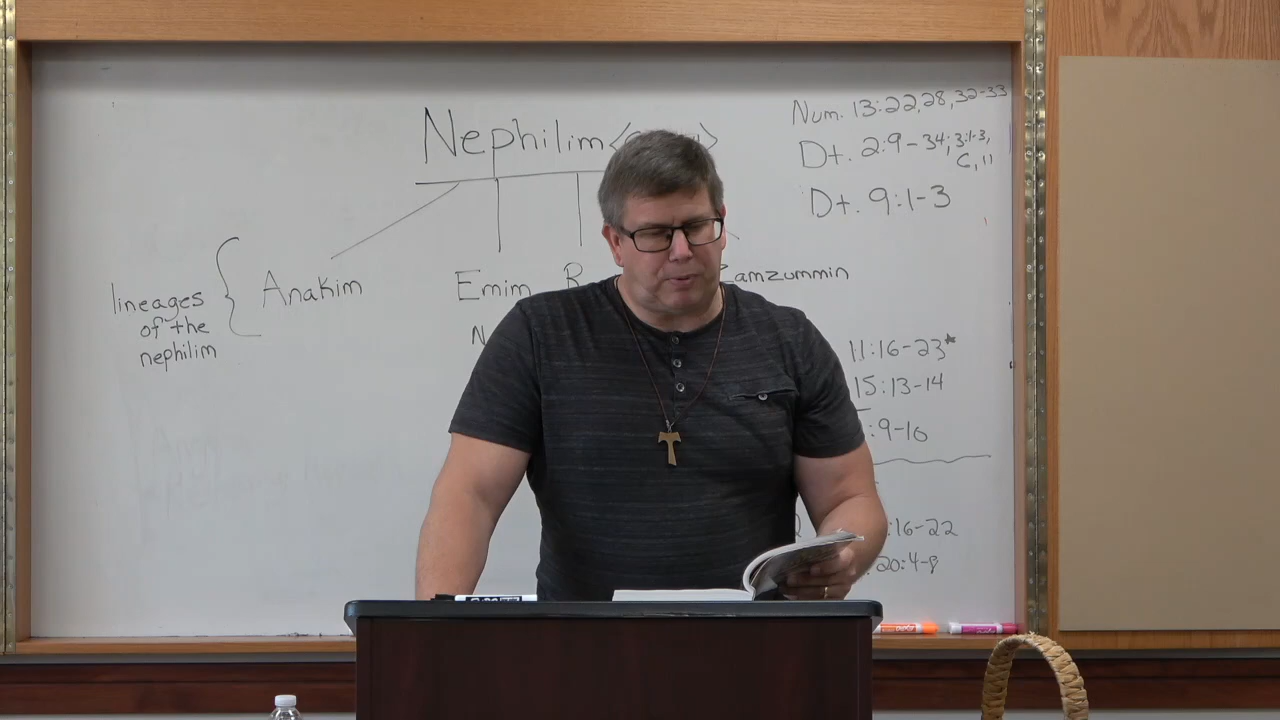 Nephilim
Num. 13:22,28,32-33
Dt. 2:9-34; 3:1-3,
11
Dt. 9:1-3
lineages
of the
nephilim
Anakim
Emim
amzummin
N
11:16-23*
15:13-14
:9-10
:16-22
20:4-8